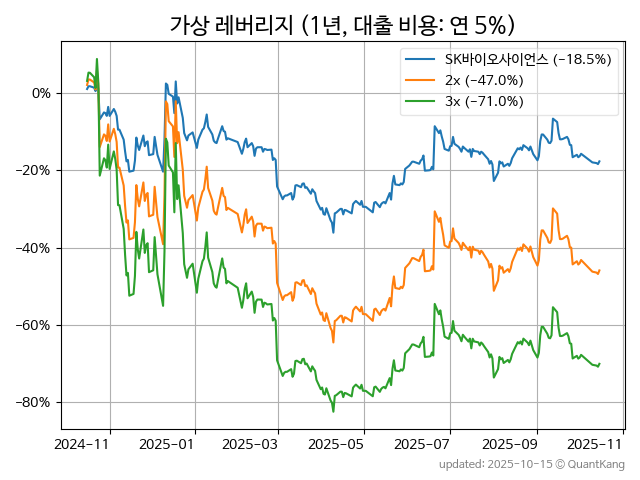 가상 레버리지 (1년, 대출 비용: 연 5%)
SK바이오사이언스 (−18.5%)
2x (−47.0%)
3x (−71.0%)
0%
−20%
−40%
−60%
−80%
2024−11 2025−01 2025−03 2025−05 2025−07 2025−09 2025−11
updated: 2025-10-15 © QuantKang